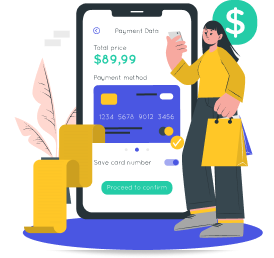 $
Payment Data
Total price
$89,99
Payment method
1234 5678 9012 3456
Save card number
Proceed to confirm